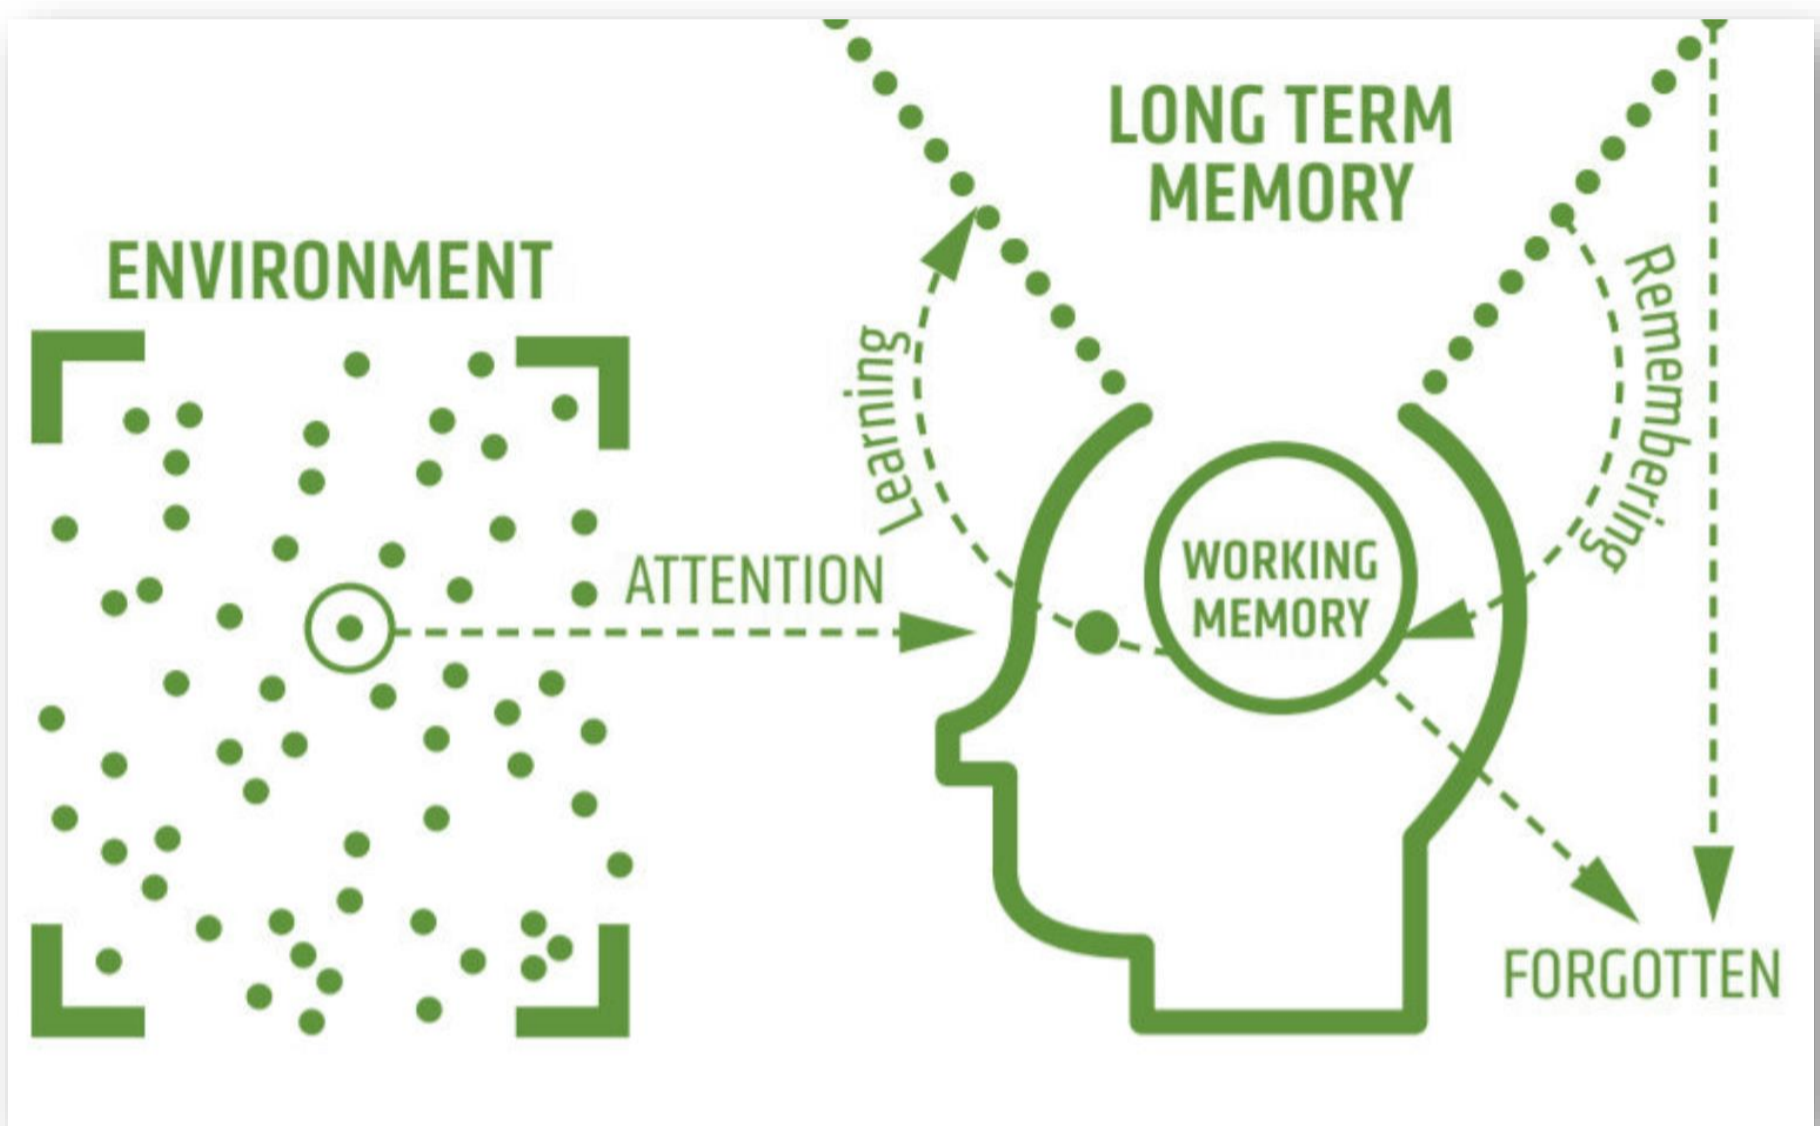 LONG TERM
MEMORY
ENVIRONMENT
Learning
Remembering
ATTENTION
WORKING
MEMORY
FORGOTTEN